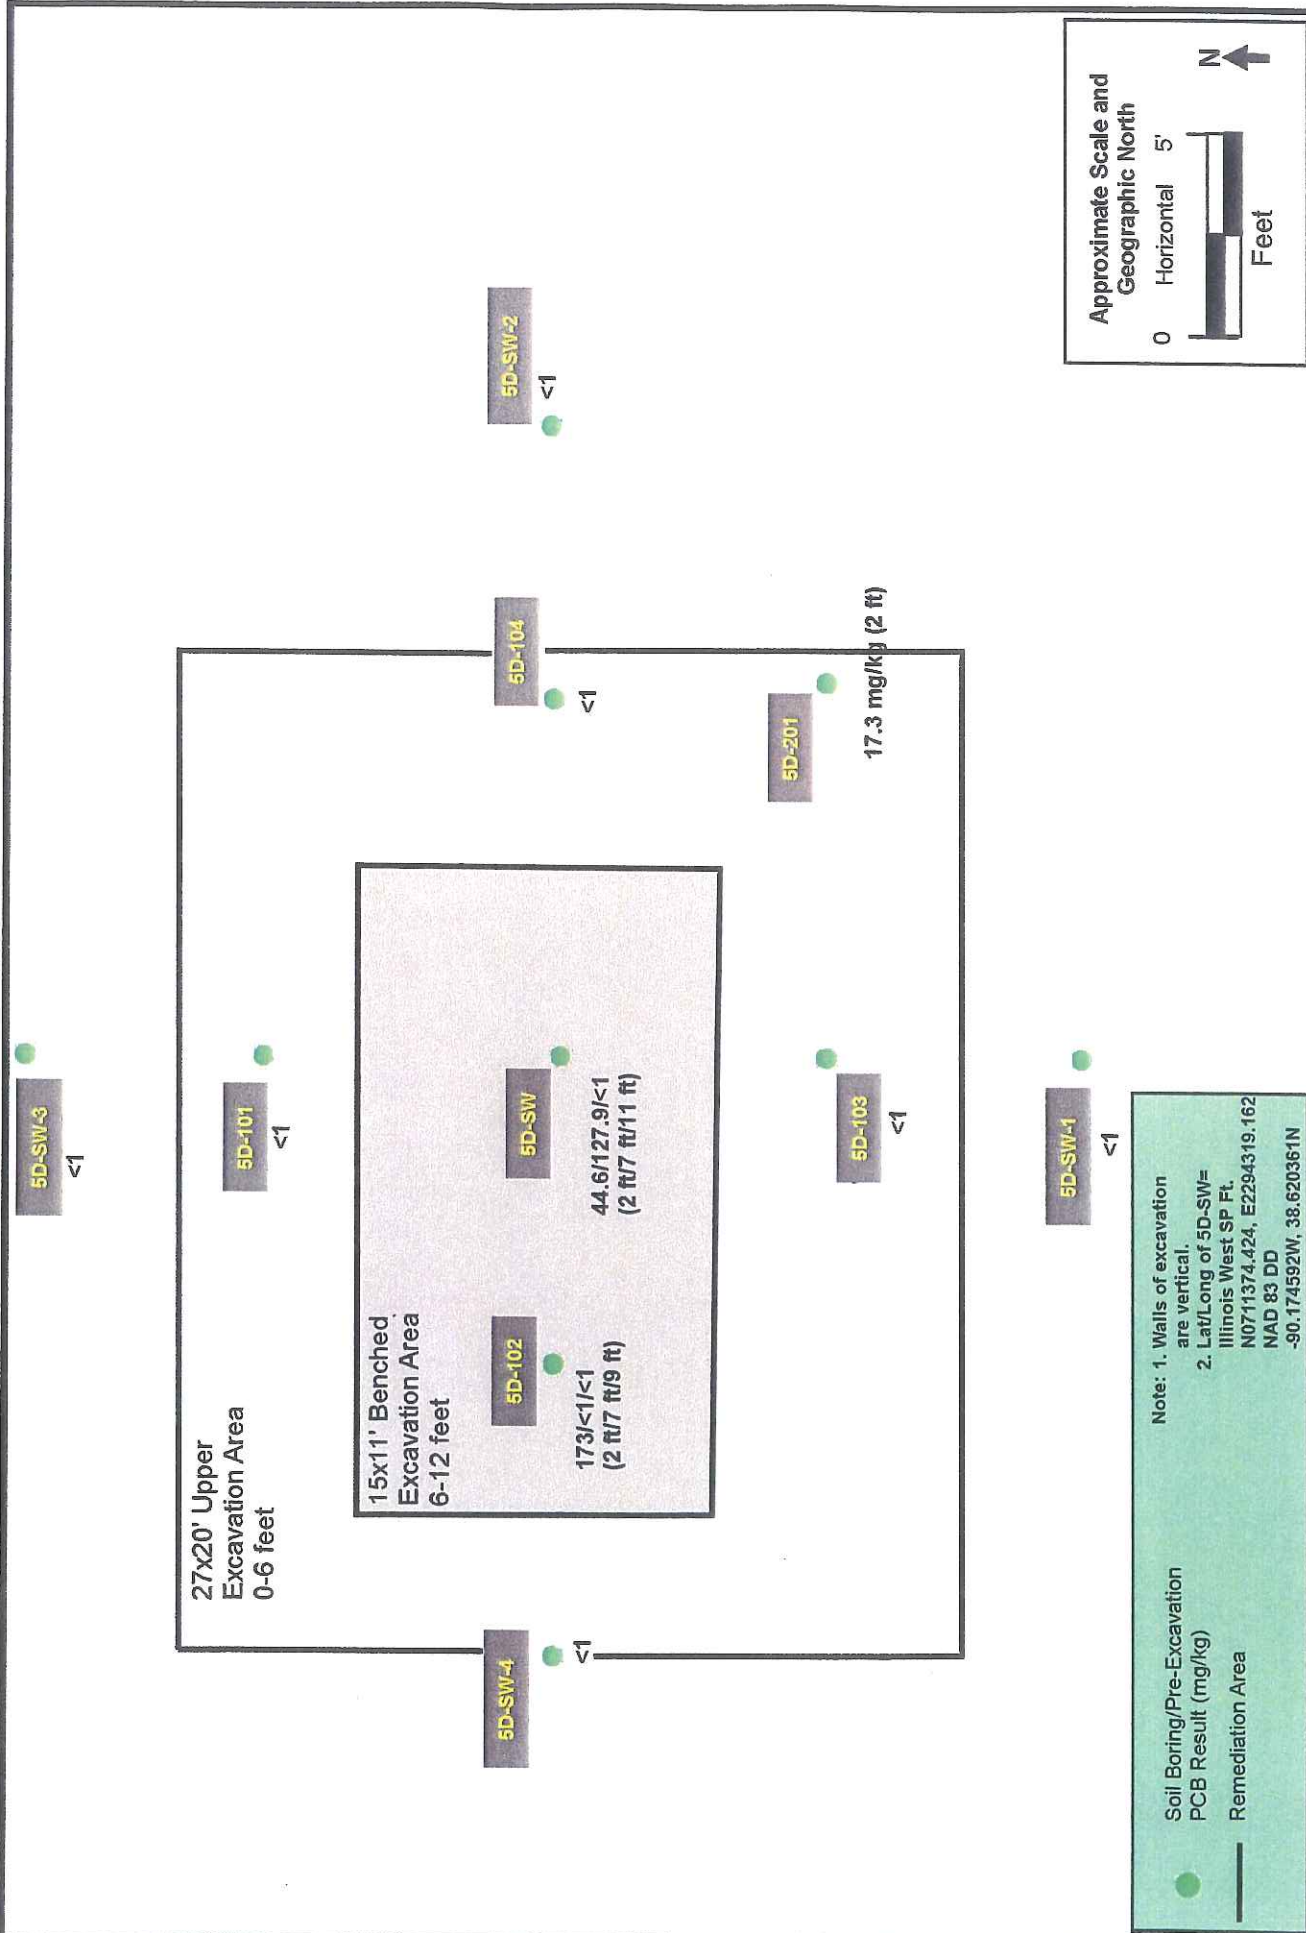 5D-SW-3
<1
27x20' Upper
Excavation Area
0-6 feet
5D-101
<1
15x11' Benched
Excavation Area
6-12 feet
5D-SW-4
<1
5D-102
173/<1/<1
(2 ft/7 ft/9 ft)
5D-SW
44.6/127.9/<1
(2 ft/7 ft/11 ft)
5D-104
<1
5D-SW-2
<1
5D-201
17.3 mg/kg (2 ft)
5D-103
<1
5D-SW-1
<1
Soil Boring/Pre-Excavation
PCB Result (mg/kg)
Remediation Area
Note: 1. Walls of excavation
are vertical.
2. Lat/Long of 5D-SW=
Illinois West SP Ft.
N0711374.424, E2294319.162
NAD 83 DD
-90.174592W, 38.620361N
Approximate Scale and
Geographic North
0 Horizontal 5'
Feet
N